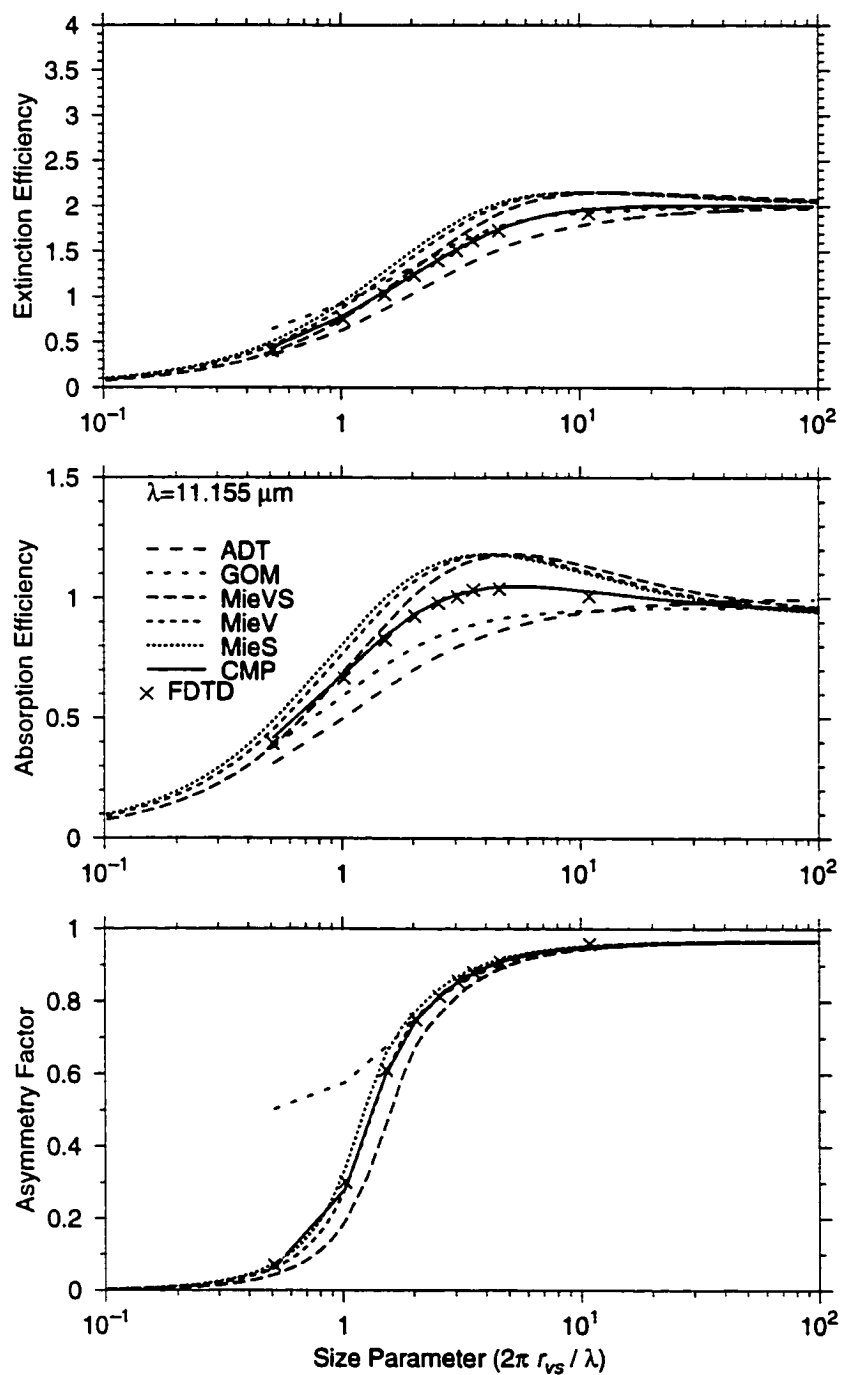 4
3.5
3
2.5
2
1.5
1
0.5
0
Extinction Efficiency
10⁻¹ 1 10¹ 10²
1.5
1
0.5
0
Absorption Efficiency
λ=11.155 μm
ADT
GOM
MieVS
MieV
MieS
CMP
× FDTD
10⁻¹ 1 10¹ 10²
1
0.8
0.6
0.4
0.2
0
Asymmetry Factor
10⁻¹ 1 10¹ 10²
Size Parameter (2π r_vs / λ)